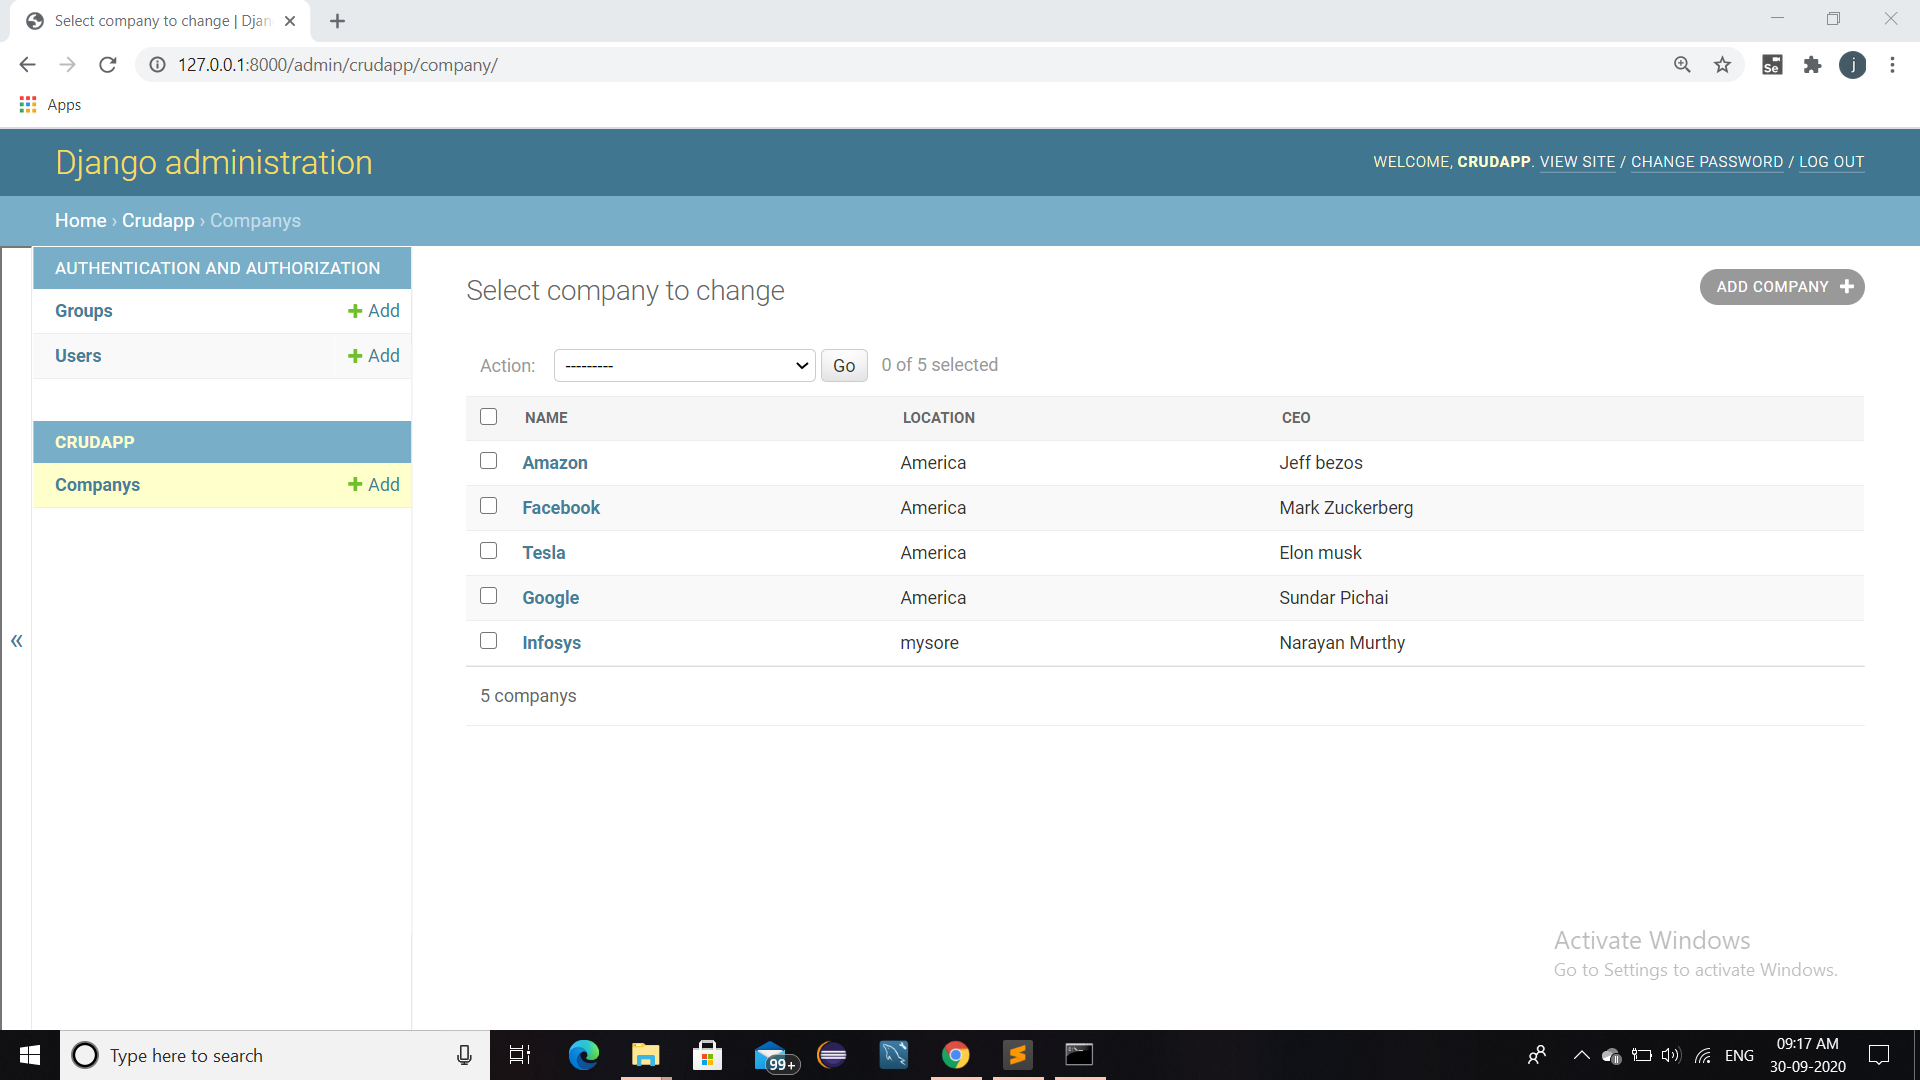 Select company to change | Djan
127.0.0.1:8000/admin/crudapp/company/
Se
j
Apps
Django administration
WELCOME, CRUDAPP. VIEW SITE / CHANGE PASSWORD / LOG OUT
Home › Crudapp › Companys
AUTHENTICATION AND AUTHORIZATION
Groups Add
Users Add
CRUDAPP
Companys Add
«
Select company to change
ADD COMPANY
Action: --------- Go 0 of 5 selected
NAME LOCATION CEO
Amazon America Jeff bezos
Facebook America Mark Zuckerberg
Tesla America Elon musk
Google America Sundar Pichai
Infosys mysore Narayan Murthy
5 companys
Activate Windows
Go to Settings to activate Windows.
Type here to search
99+
ENG
09:17 AM
30-09-2020